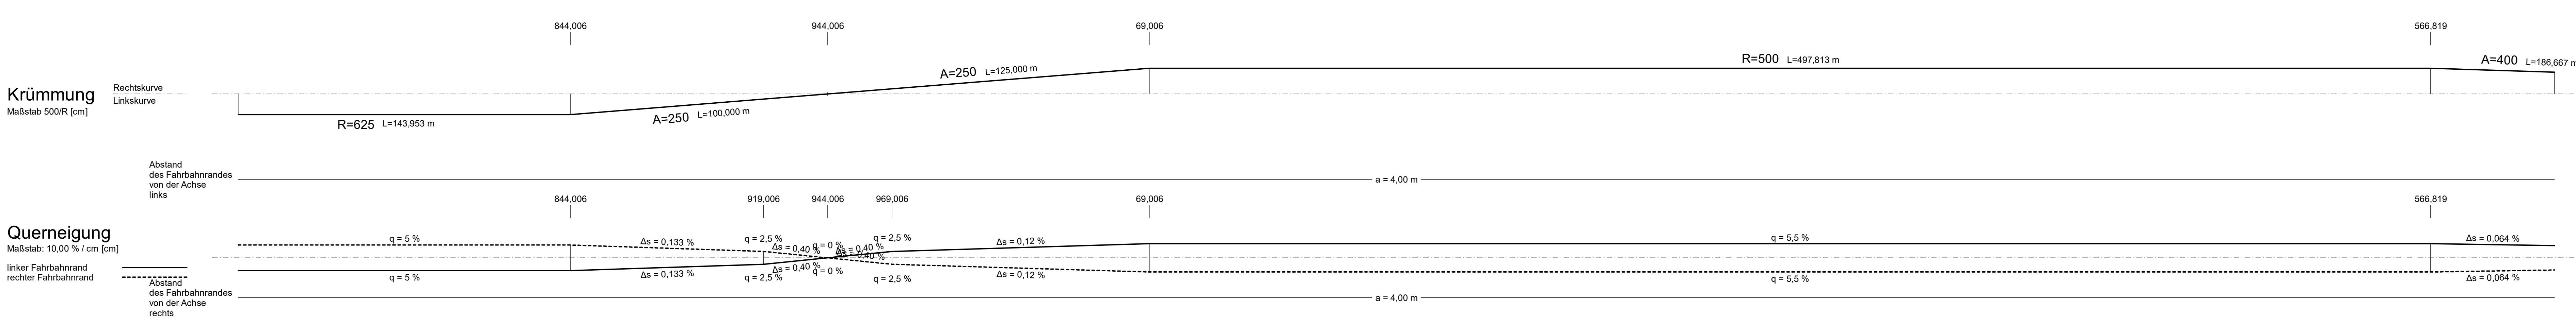 844,006
944,006
69,006
566,819
R=500 L=497,813 m
A=400 L=186,667 m
A=250 L=125,000 m
Krümmung
Maßstab 500/R [cm]
Rechtskurve
Linkskurve
R=625 L=143,953 m
A=250 L=100,000 m
Abstand
des Fahrbahnrandes
von der Achse
links
a = 4,00 m
844,006
919,006
944,006
969,006
69,006
566,819
Querneigung
Maßstab: 10,00 % / cm [cm]
linker Fahrbahnrand
rechter Fahrbahnrand
q = 5 %
Δs = 0,133 %
q = 2,5 %
Δs = 0,40 %
q = 0 %
Δs = 0,40 %
q = 2,5 %
Δs = 0,12 %
q = 5,5 %
Δs = 0,064 %
q = 5 %
Δs = 0,133 %
q = 2,5 %
Δs = 0,40 %
q = 0 %
Δs = 0,40 %
q = 2,5 %
Δs = 0,12 %
q = 5,5 %
Δs = 0,064 %
Abstand
des Fahrbahnrandes
von der Achse
rechts
a = 4,00 m